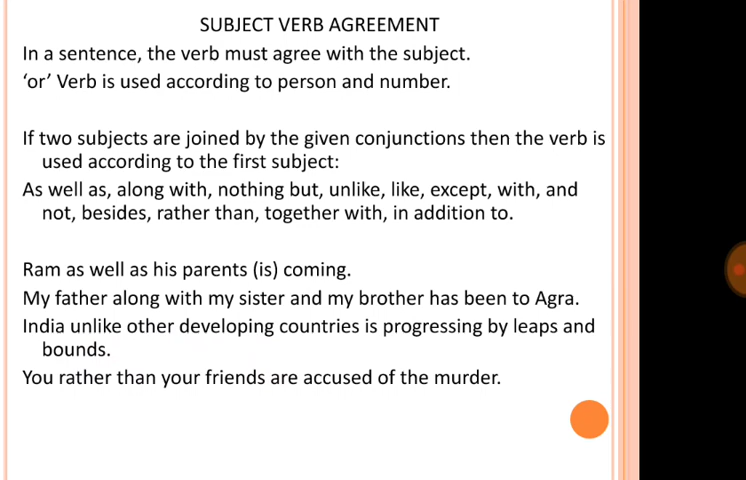 SUBJECT VERB AGREEMENT
In a sentence, the verb must agree with the subject.
‘or’ Verb is used according to person and number.
If two subjects are joined by the given conjunctions then the verb is
used according to the first subject:
As well as, along with, nothing but, unlike, like, except, with, and
not, besides, rather than, together with, in addition to.
Ram as well as his parents (is) coming.
My father along with my sister and my brother has been to Agra.
India unlike other developing countries is progressing by leaps and
bounds.
You rather than your friends are accused of the murder.